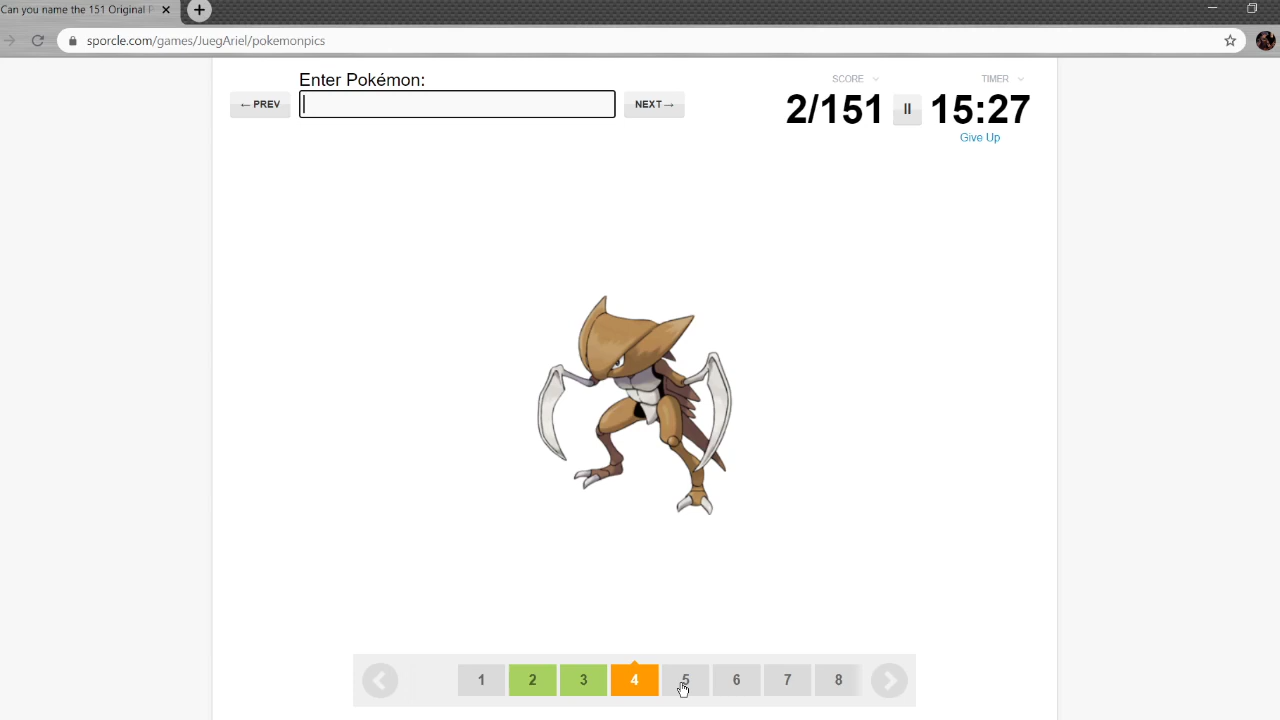 Can you name the 151 Original P
sporcle.com/games/JuegAriel/pokemonpics
Enter Pokémon:
← PREV
NEXT →
SCORE
TIMER
2/151
15:27
Give Up
1 2 3 4 5 6 7 8